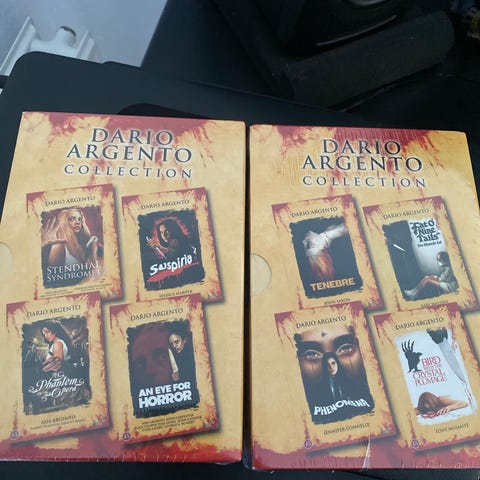 DARIO
ARGENTO
COLLECTION
DARIO ARGENTO
STENDHAL
SYNDROME
DARIO ARGENTO
Suspiria
JESSICA HARPER
DARIO ARGENTO
The
Phantom
Opera
ASIA ARGENTO
DARIO ARGENTO
AN EYE FOR
HORROR
DARIO
ARGENTO
COLLECTION
DARIO ARGENTO
TENEBRE
JOHN SAXON
DARIO ARGENTO
Cat O'
Nine
Tails
DARIO ARGENTO
PHENOMENA
JENNIFER CONNELLY
DARIO ARGENTO
BIRD
WITH THE
CRYSTAL
PLUMAGE
TONY MUSANTE